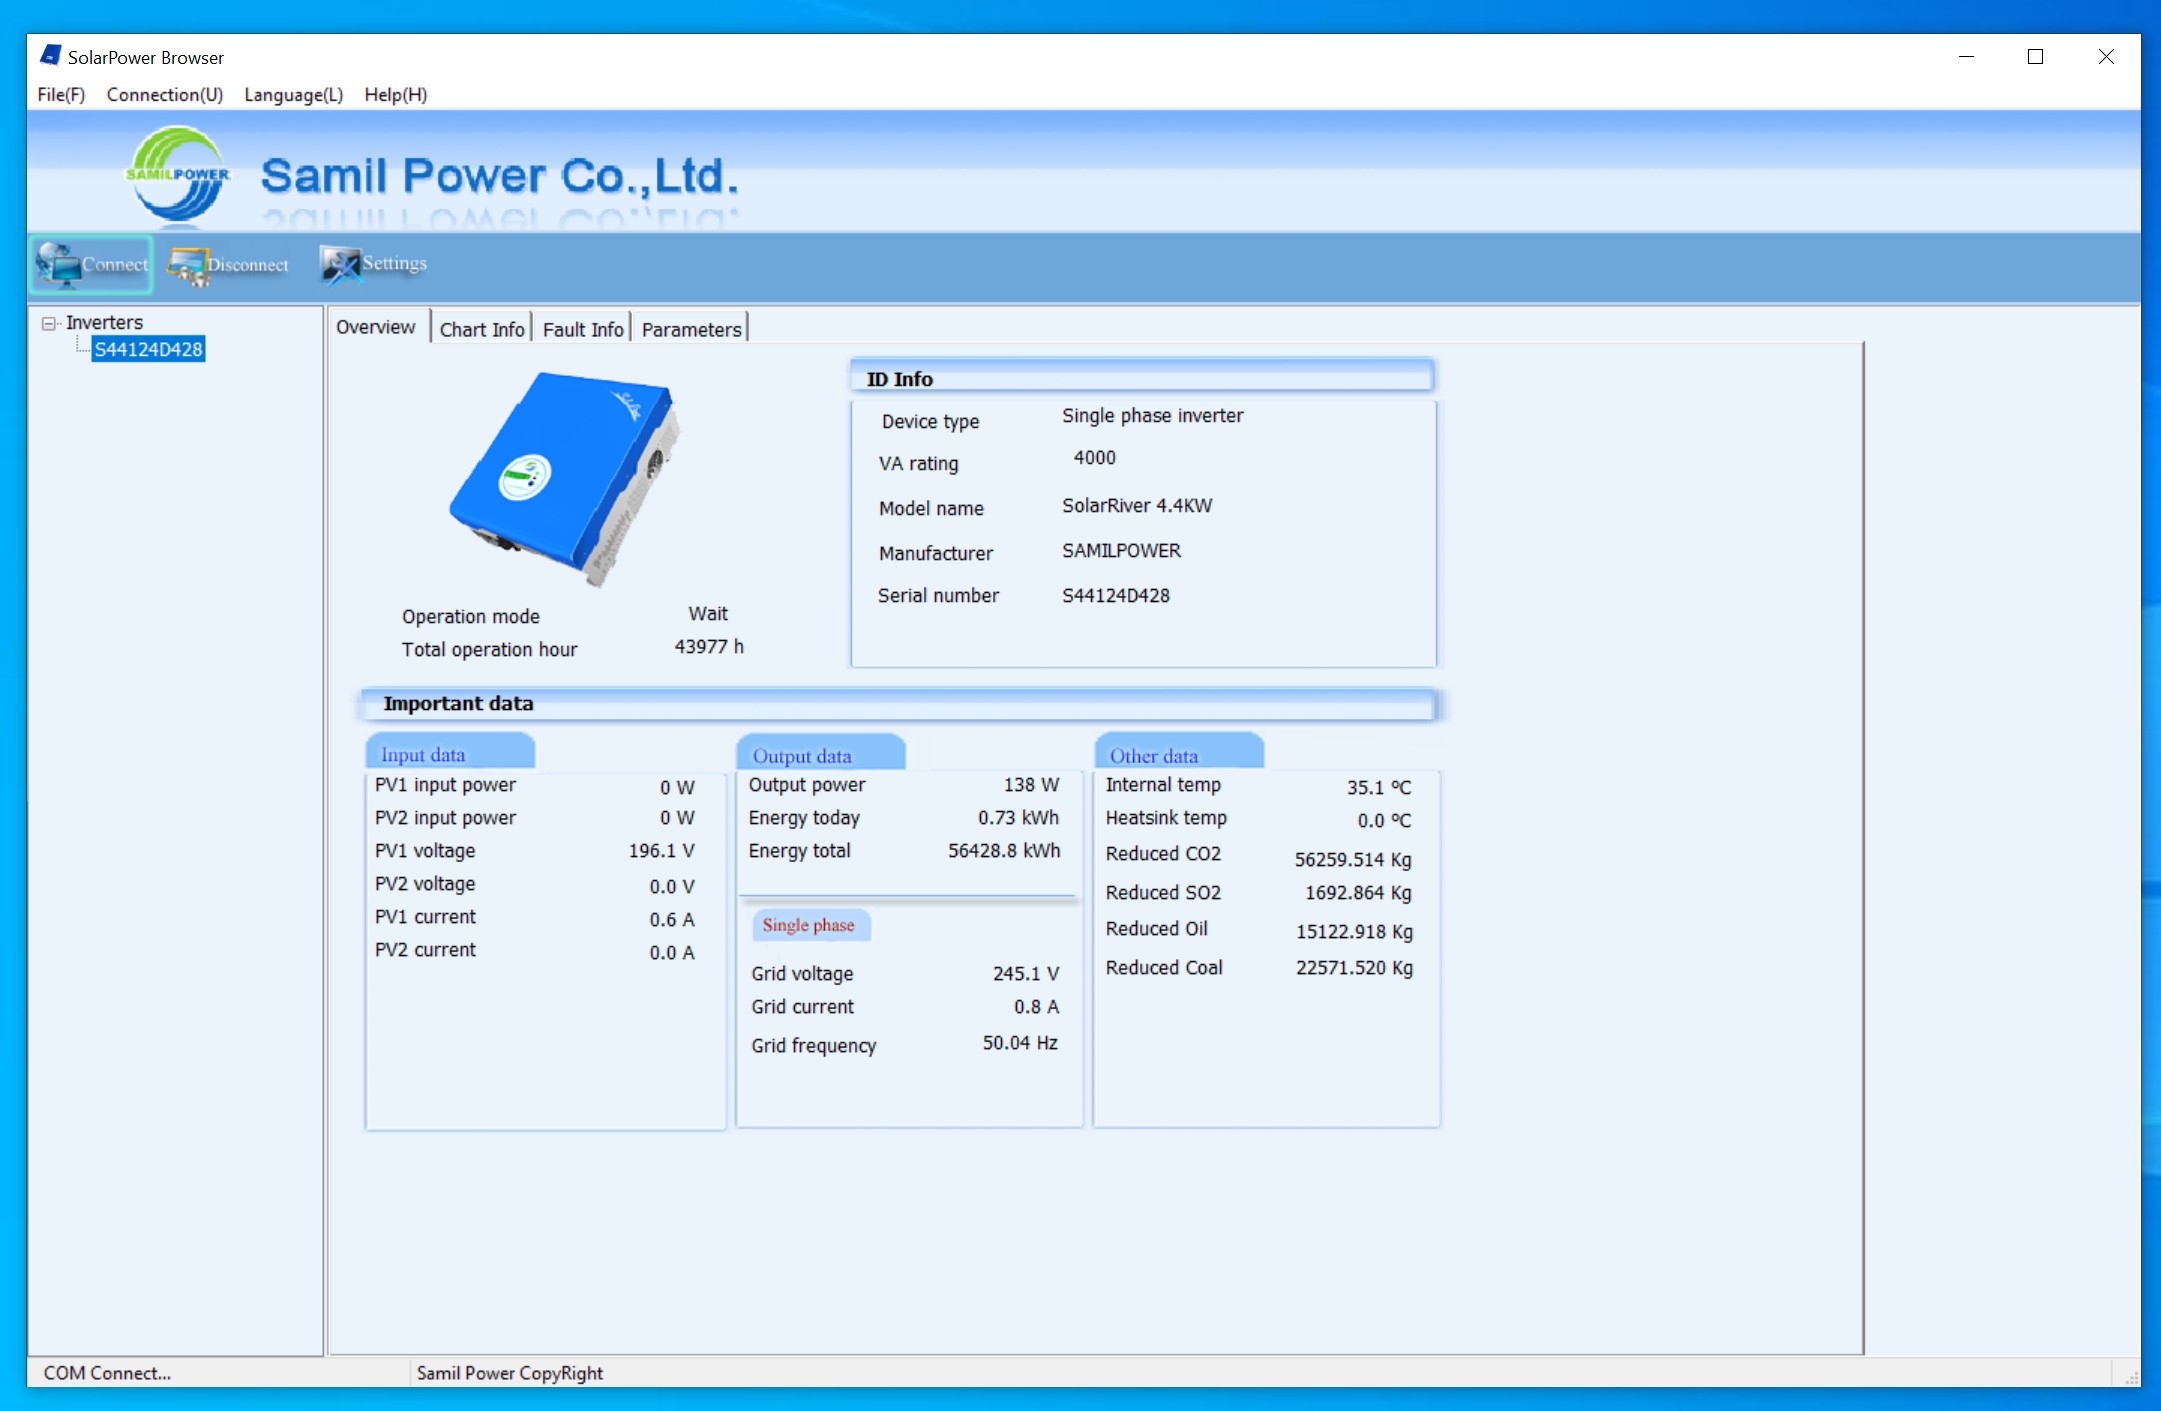 SolarPower Browser
File(F) Connection(U) Language(L) Help(H)
SAMILPOWER Samil Power Co.,Ltd.
Connect Disconnect Settings
Inverters
S44124D428
Overview Chart Info Fault Info Parameters
ID Info
Device type Single phase inverter
VA rating 4000
Model name SolarRiver 4.4KW
Manufacturer SAMILPOWER
Serial number S44124D428
Operation mode Wait
Total operation hour 43977 h
Important data
Input data
PV1 input power 0 W
PV2 input power 0 W
PV1 voltage 196.1 V
PV2 voltage 0.0 V
PV1 current 0.6 A
PV2 current 0.0 A
Output data
Output power 138 W
Energy today 0.73 kWh
Energy total 56428.8 kWh
Single phase
Grid voltage 245.1 V
Grid current 0.8 A
Grid frequency 50.04 Hz
Other data
Internal temp 35.1 ºC
Heatsink temp 0.0 ºC
Reduced CO2 56259.514 Kg
Reduced SO2 1692.864 Kg
Reduced Oil 15122.918 Kg
Reduced Coal 22571.520 Kg
COM Connect... Samil Power CopyRight